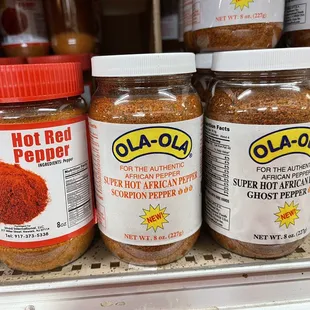 Hot Red
Pepper
INGREDIENTS: Pepper
8oz
Tel # 917-373-5338
OLA-OLA
FOR THE AUTHENTIC
AFRICAN PEPPER
SUPER HOT AFRICAN PEPPER
SCORPION PEPPER
NEW
NET WT. 8 oz. (227g)
OLA-OLA
FOR THE AUTHENTIC
AFRICAN PEPPER
SUPER HOT AFRICAN
GHOST PEPPER
NEW
NET WT. 8 oz. (227
NET WT. 8 oz. (227g)